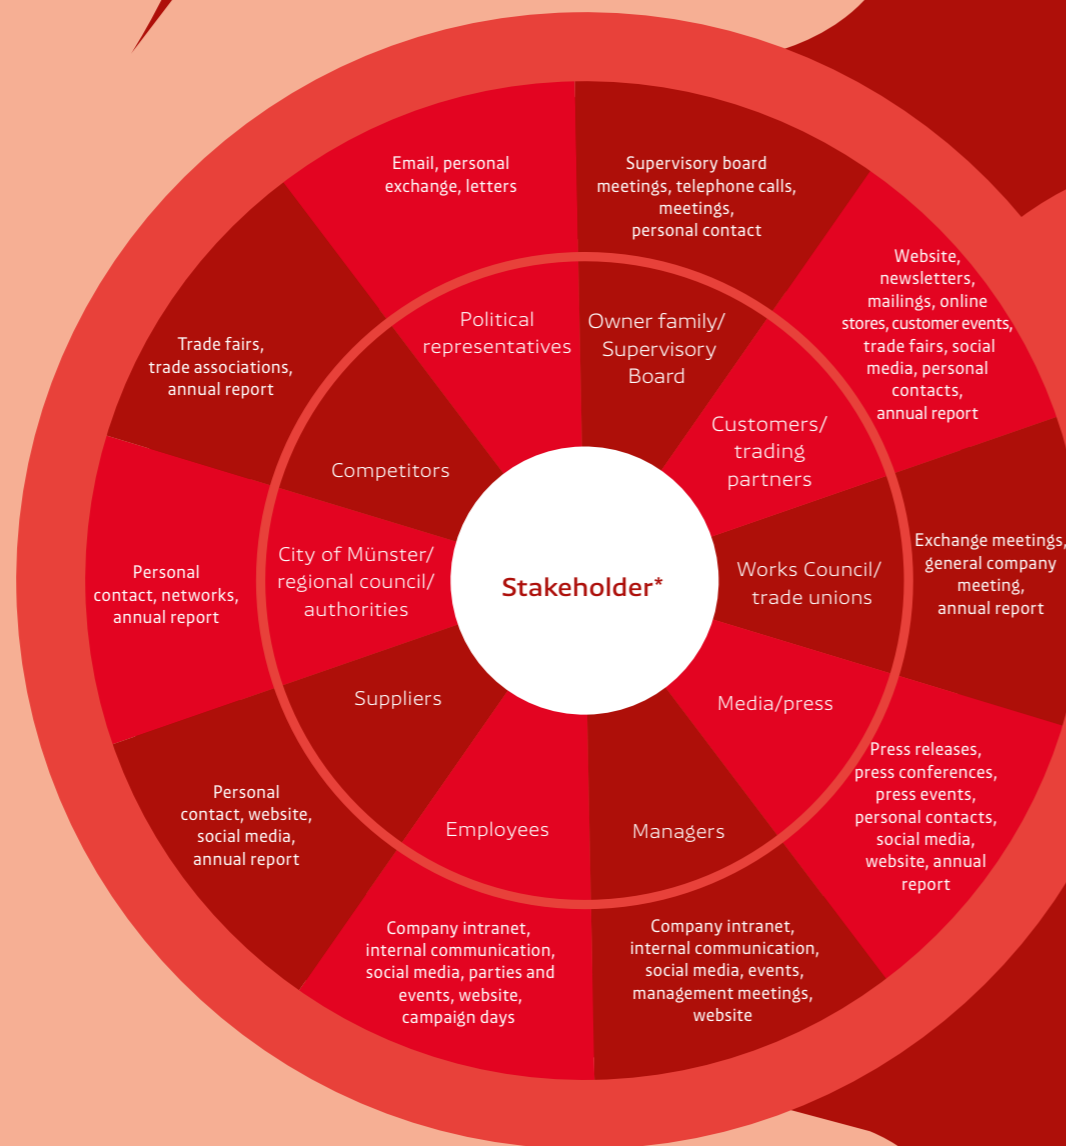 Email, personal
exchange, letters
Supervisory board
meetings, telephone calls,
meetings,
personal contact
Website,
newsletters,
mailings, online
stores, customer events,
trade fairs, social
media, personal
contacts,
annual report
Exchange meetings,
general company
meeting,
annual report
Press releases,
press conferences,
press events,
personal contacts,
social media,
website, annual
report
Company intranet,
internal communication,
social media, events,
management meetings,
website
Company intranet,
internal communication,
social media, parties and
events, website,
campaign days
Personal
contact, website,
social media,
annual report
Personal
contact, networks,
annual report
Trade fairs,
trade associations,
annual report
Political
representatives
Owner family/
Supervisory
Board
Customers/
trading
partners
Works Council/
trade unions
Media/press
Managers
Employees
Suppliers
City of Münster/
regional council/
authorities
Competitors
Stakeholder*